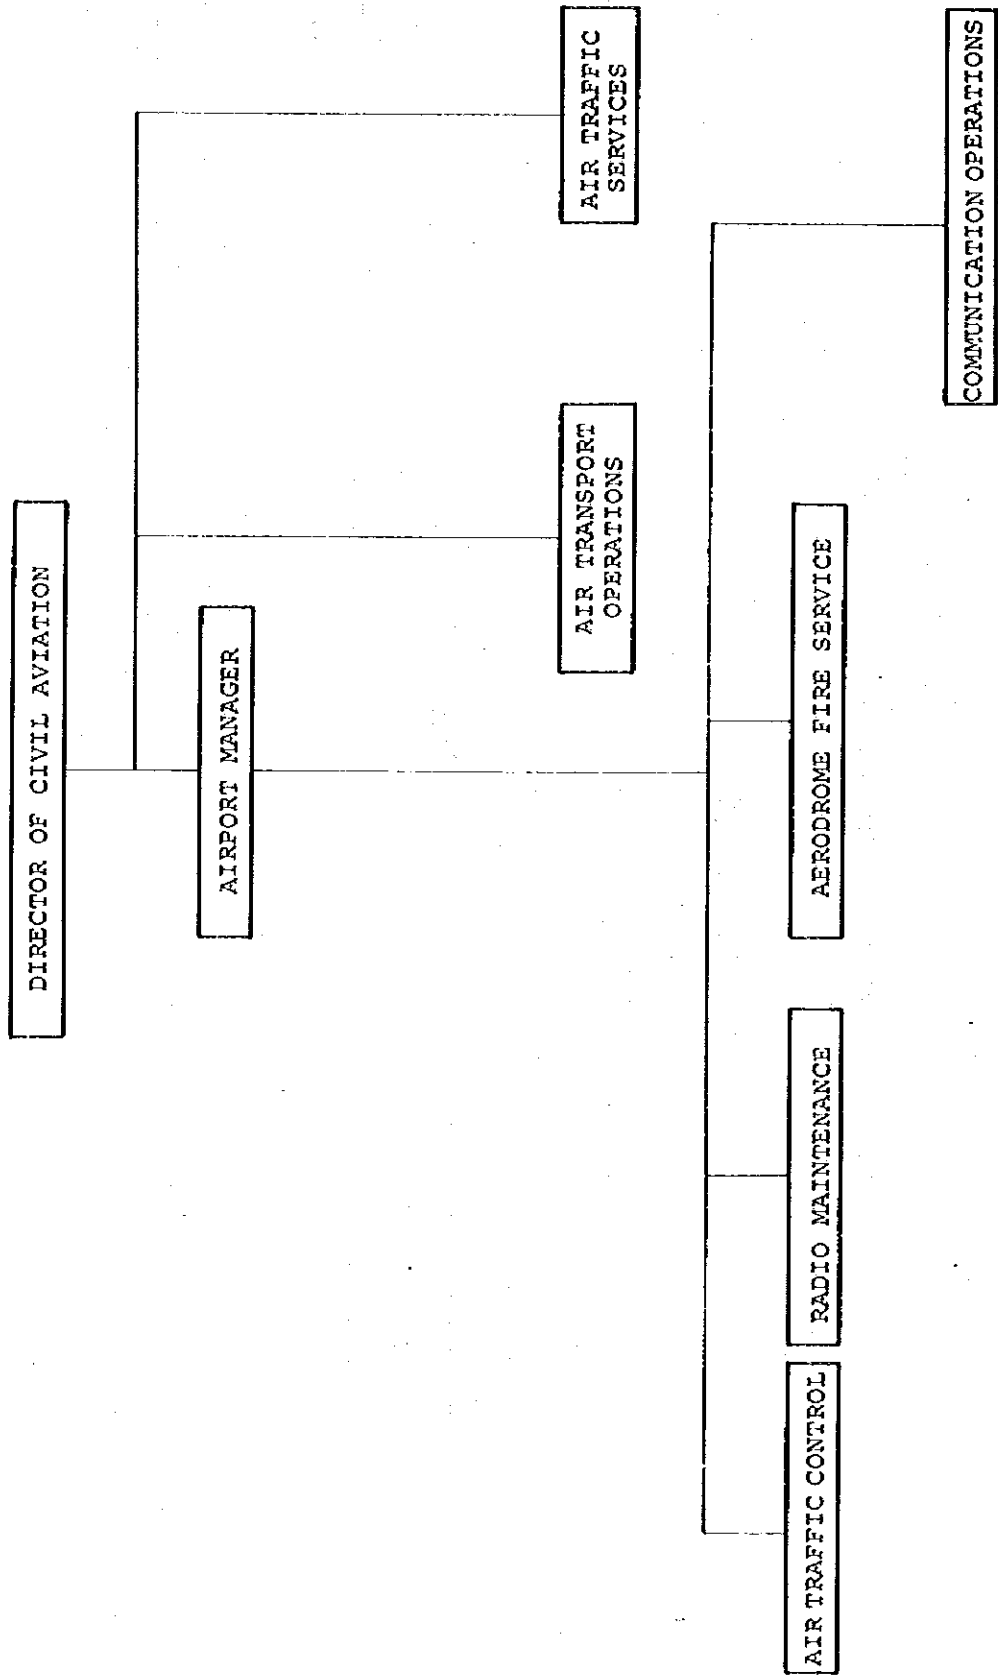 DIRECTOR OF CIVIL AVIATION
AIRPORT MANAGER
AIR TRANSPORT
OPERATIONS
AIR TRAFFIC
SERVICES
AIR TRAFFIC CONTROL
RADIO MAINTENANCE
AERODROME FIRE SERVICE
COMMUNICATION OPERATIONS